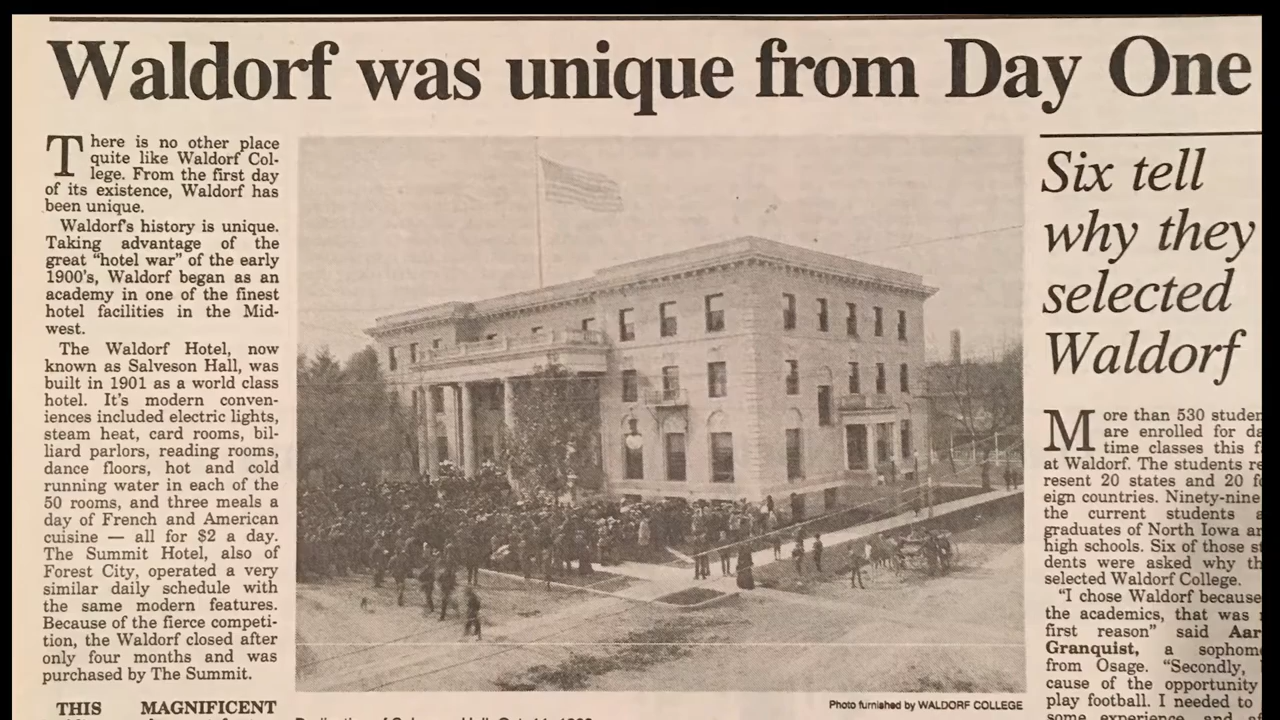 Waldorf was unique from Day One
There is no other place
quite like Waldorf Col-
lege. From the first day
of its existence, Waldorf has
been unique.
Waldorf's history is unique.
Taking advantage of the
great "hotel war" of the early
1900's, Waldorf began as an
academy in one of the finest
hotel facilities in the Mid-
west.
The Waldorf Hotel, now
known as Salveson Hall, was
built in 1901 as a world class
hotel. It's modern conven-
iences included electric lights,
steam heat, card rooms, bil-
liard parlors, reading rooms,
dance floors, hot and cold
running water in each of the
50 rooms, and three meals a
day of French and American
cuisine — all for $2 a day.
The Summit Hotel, also of
Forest City, operated a very
similar daily schedule with
the same modern features.
Because of the fierce competi-
tion, the Waldorf closed after
only four months and was
purchased by The Summit.
THIS MAGNIFICENT
Photo furnished by WALDORF COLLEGE
Six tell
why they
selected
Waldorf
More than 530
are enrolled for
time classes this
at Waldorf. The students
resent 20 states and 20
eign countries. Ninety-nine
the current students
graduates of North Iowa
high schools. Six of those
dents were asked why
selected Waldorf College.
"I chose Waldorf because
the academics, that was
first reason" said
Granquist, a
from Osage. "Secondly,
cause of the opportunity
play football. I needed to
some experience, and